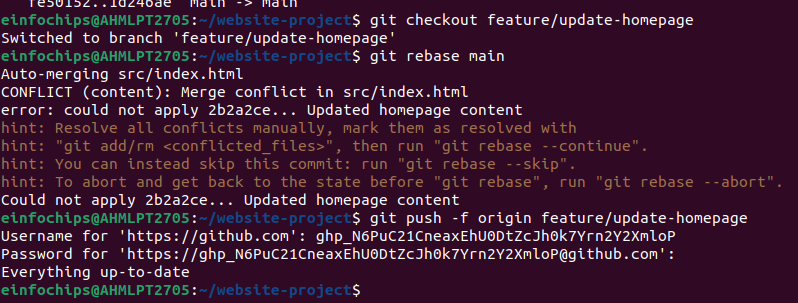 fe50152..1d246ae main -> main
einfochips@AHMLPT2705:~/website-project$ git checkout feature/update-homepage
Switched to branch 'feature/update-homepage'
einfochips@AHMLPT2705:~/website-project$ git rebase main
Auto-merging src/index.html
CONFLICT (content): Merge conflict in src/index.html
error: could not apply 2b2a2ce... Updated homepage content
hint: Resolve all conflicts manually, mark them as resolved with
hint: "git add/rm <conflicted_files>", then run "git rebase --continue".
hint: You can instead skip this commit: run "git rebase --skip".
hint: To abort and get back to the state before "git rebase", run "git rebase --abort".
Could not apply 2b2a2ce... Updated homepage content
einfochips@AHMLPT2705:~/website-project$ git push -f origin feature/update-homepage
Username for 'https://github.com': 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
Password for 'https://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@github.com':
Everything up-to-date
einfochips@AHMLPT2705:~/website-project$